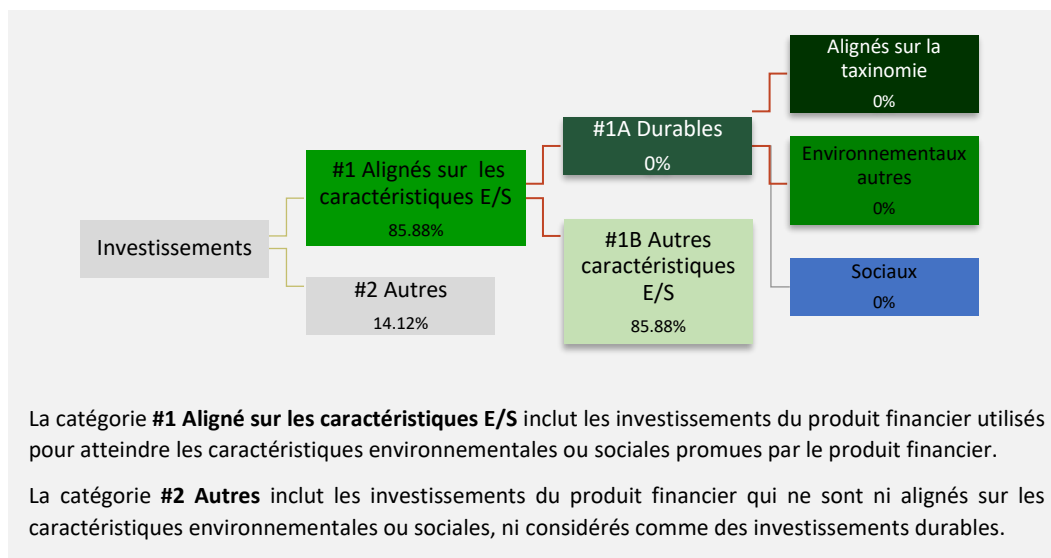 Investissements
#1 Alignés sur les
caractéristiques E/S
85.88%
#2 Autres
14.12%
#1A Durables
0%
#1B Autres
caractéristiques
E/S
85.88%
Alignés sur la
taxinomie
0%
Environnementaux
autres
0%
Sociaux
0%
La catégorie #1 Aligné sur les caractéristiques E/S inclut les investissements du produit financier utilisés
pour atteindre les caractéristiques environnementales ou sociales promues par le produit financier.
La catégorie #2 Autres inclut les investissements du produit financier qui ne sont ni alignés sur les
caractéristiques environnementales ou sociales, ni considérés comme des investissements durables.